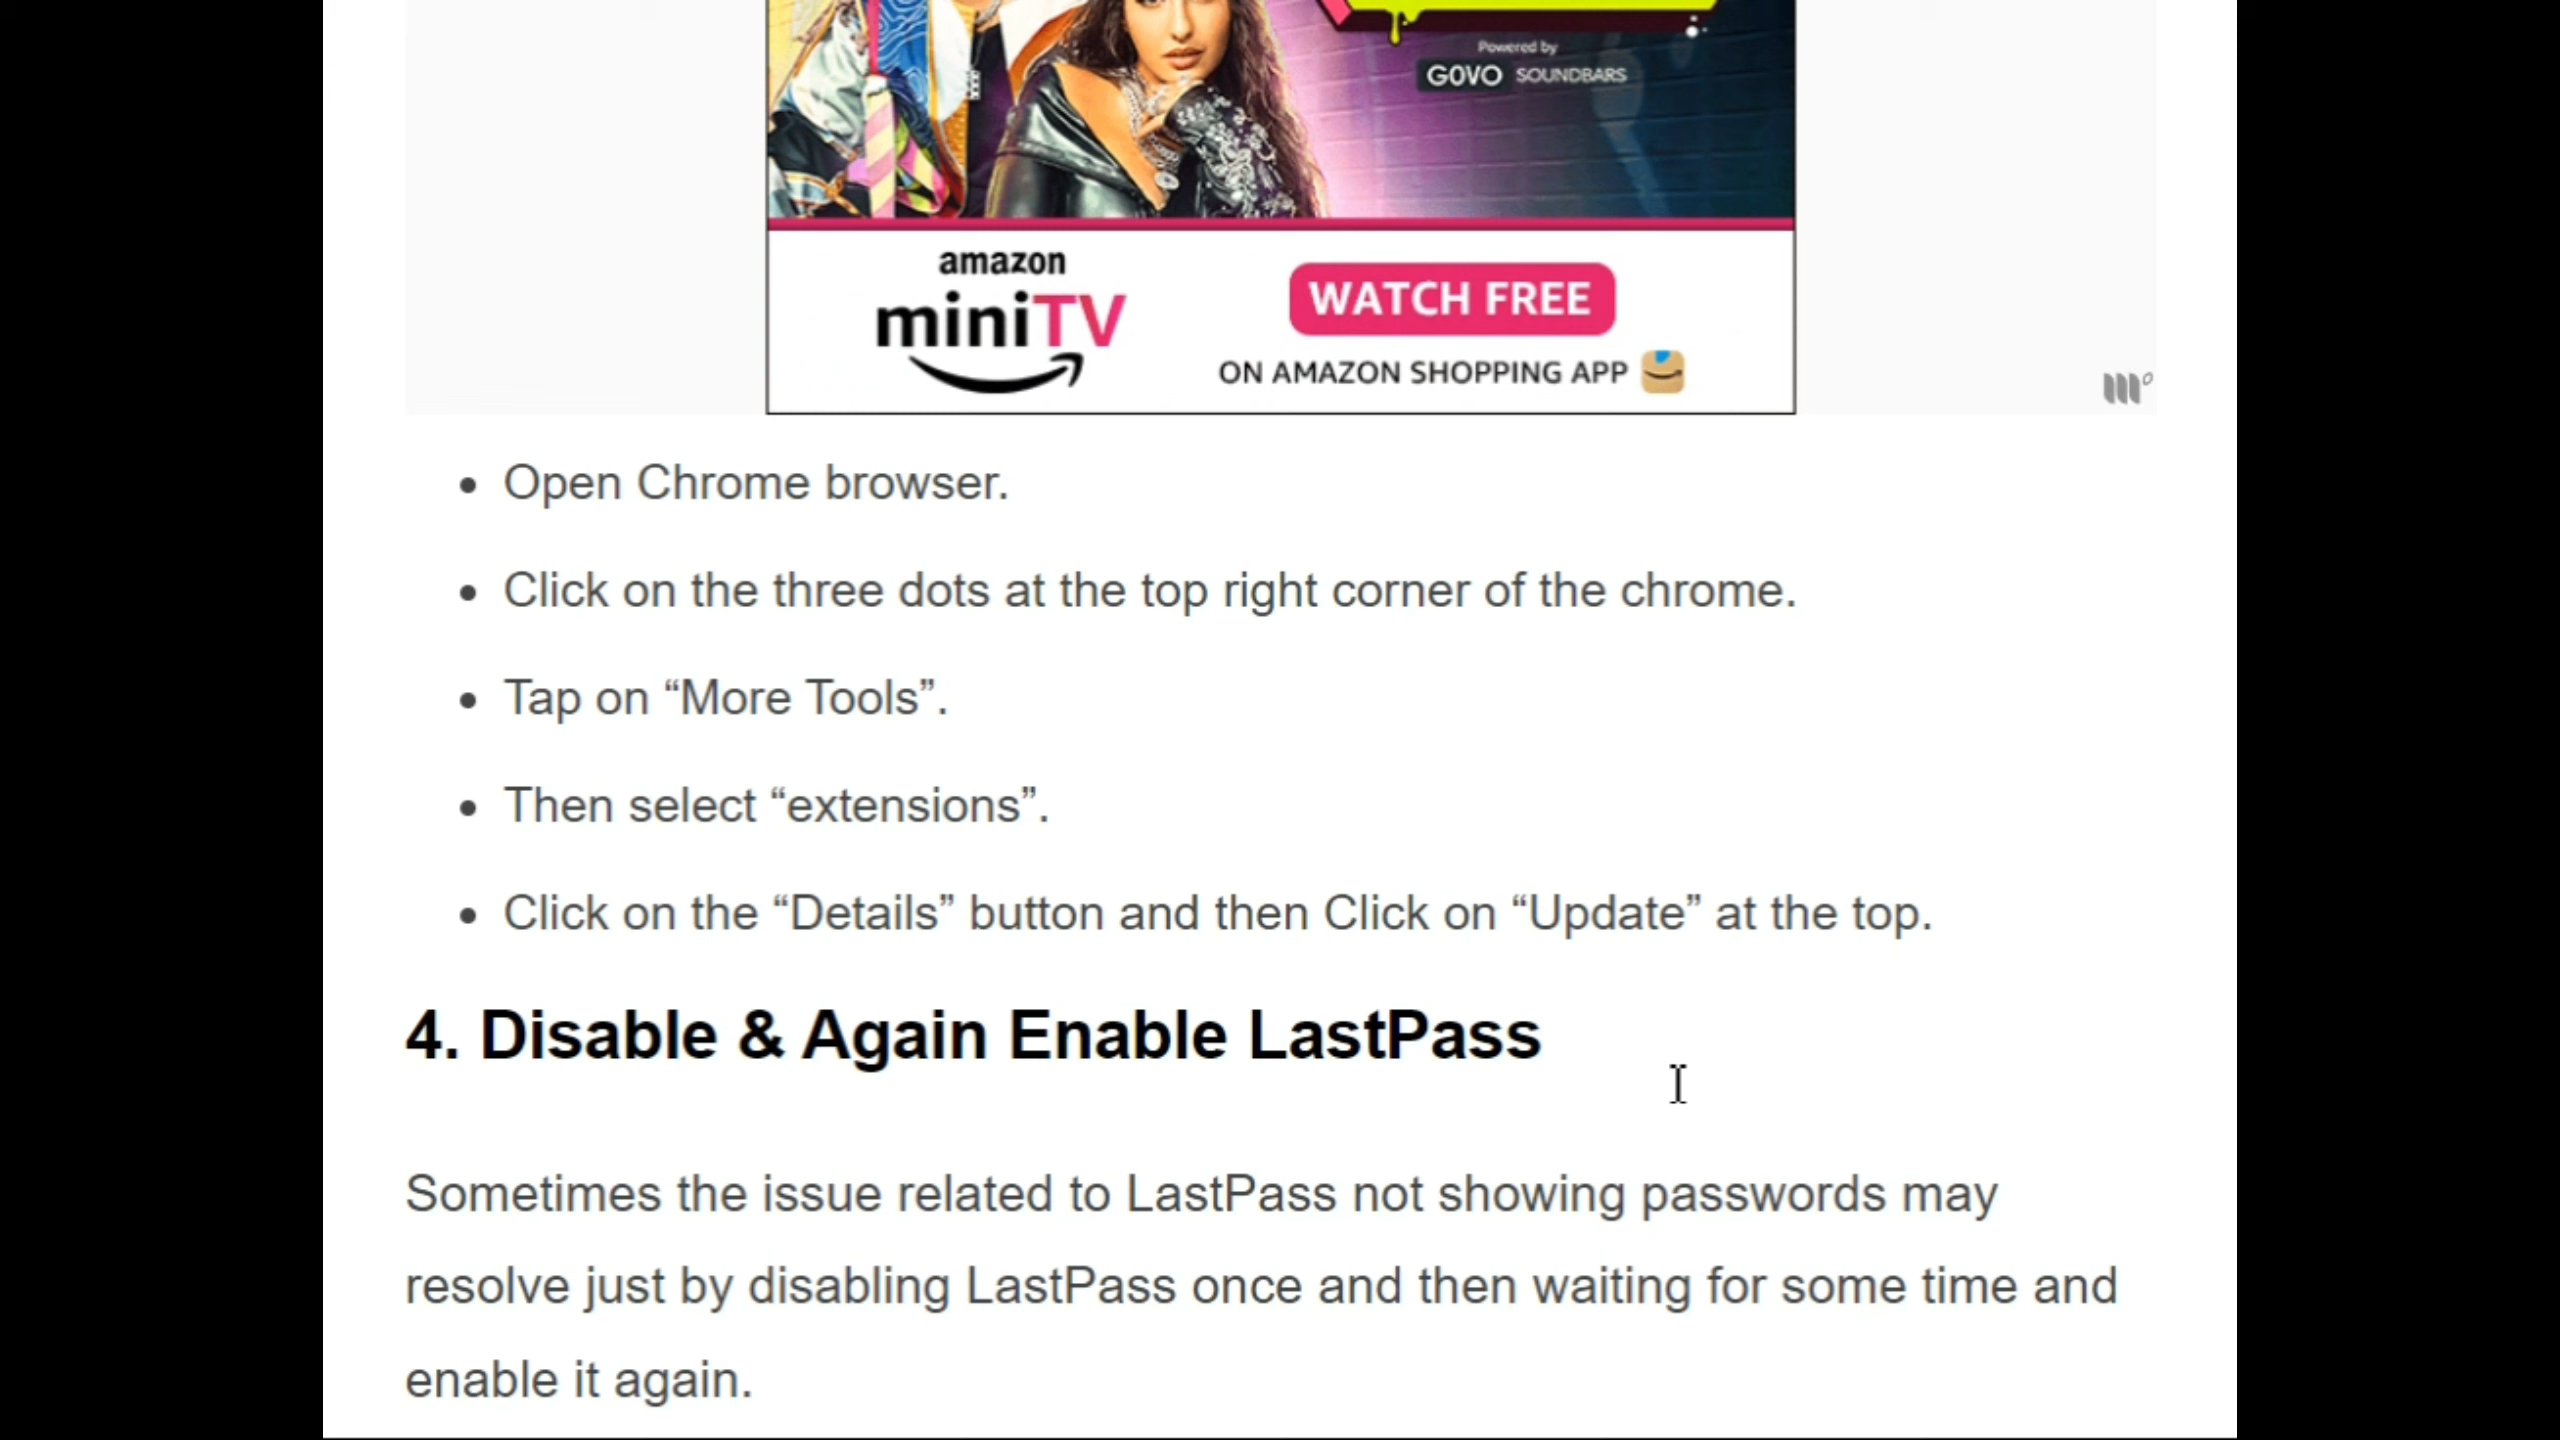 Powered by
GOVO SOUNDBARS
amazon
miniTV
WATCH FREE
ON AMAZON SHOPPING APP
• Open Chrome browser.
• Click on the three dots at the top right corner of the chrome.
• Tap on “More Tools”.
• Then select “extensions”.
• Click on the “Details” button and then Click on “Update” at the top.
4. Disable & Again Enable LastPass
Sometimes the issue related to LastPass not showing passwords may
resolve just by disabling LastPass once and then waiting for some time and
enable it again.